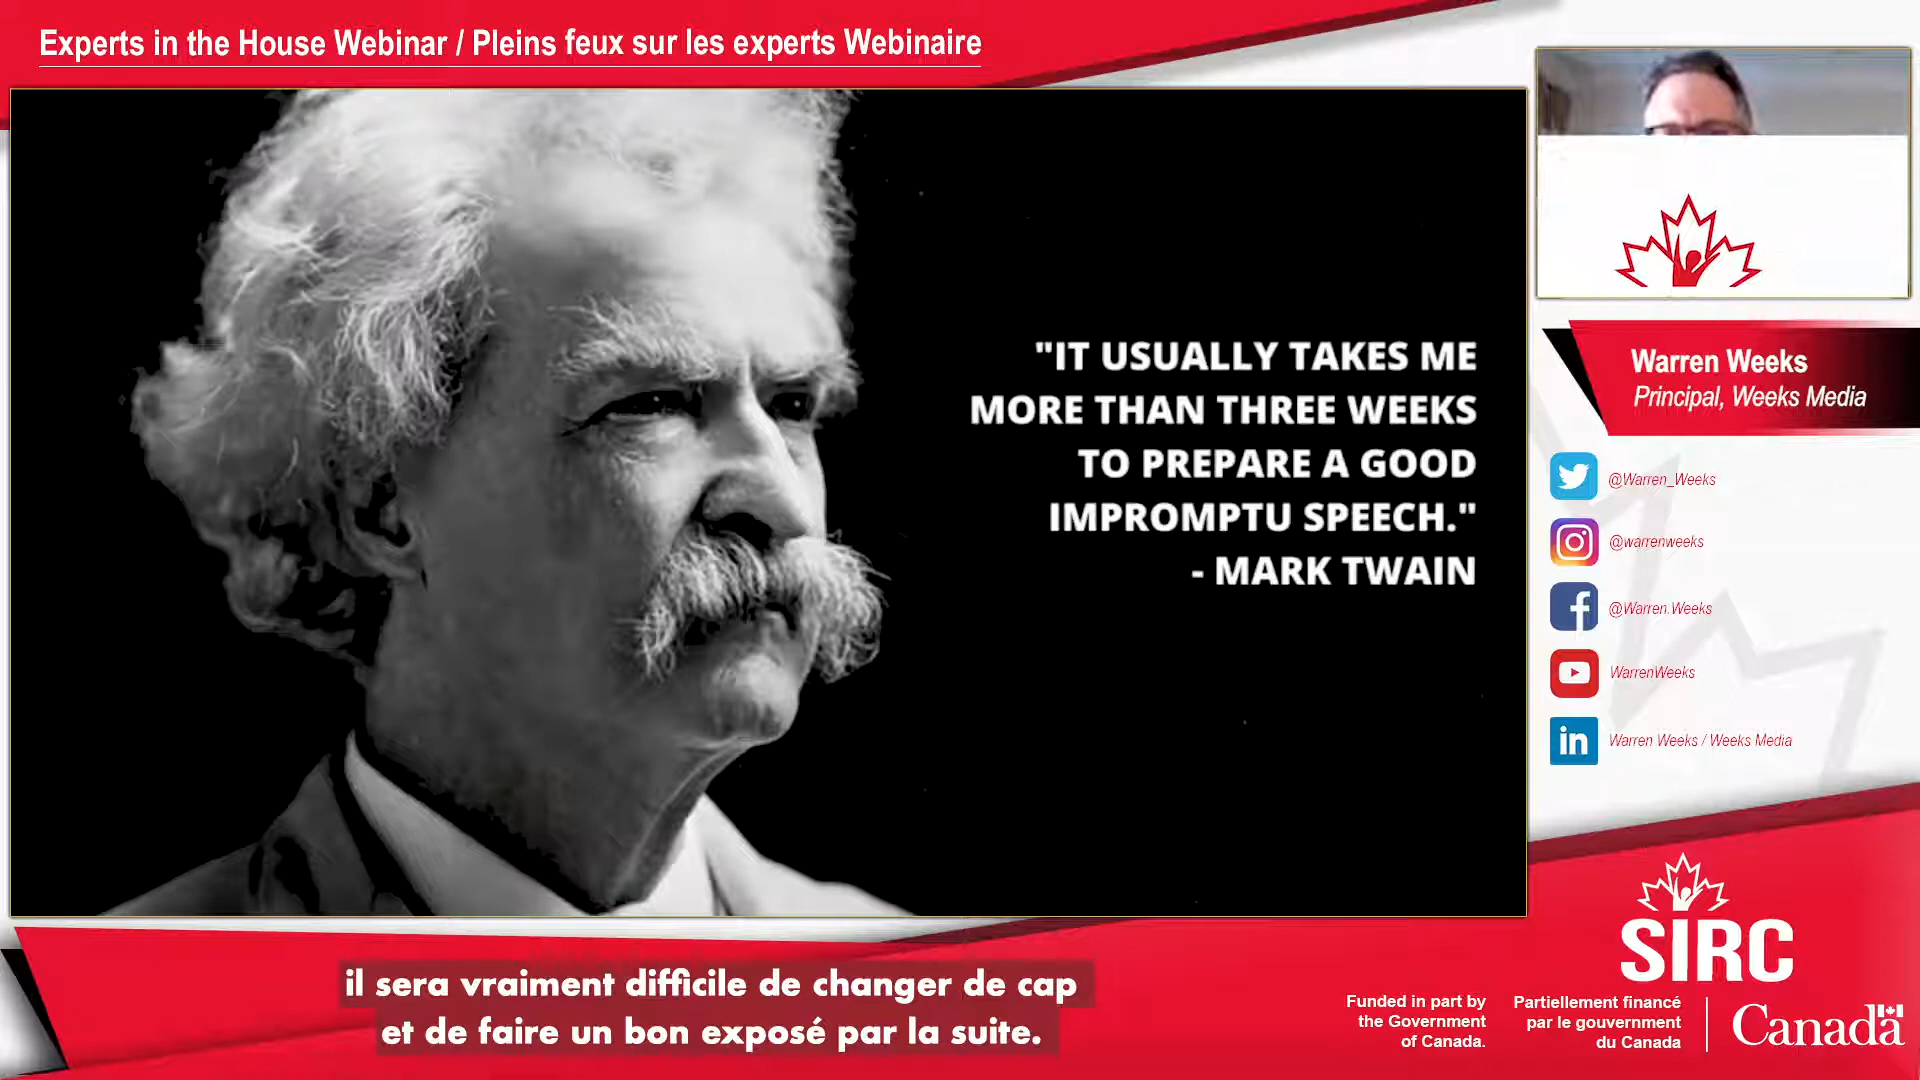 Experts in the House Webinar / Pleins feux sur les experts Webinaire
"IT USUALLY TAKES ME
MORE THAN THREE WEEKS
TO PREPARE A GOOD
IMPROMPTU SPEECH."
- MARK TWAIN
Warren Weeks
Principal, Weeks Media
@Warren_Weeks
@warrenweeks
@Warren.Weeks
WarrenWeeks
in
Warren Weeks / Weeks Media
il sera vraiment difficile de changer de cap
et de faire un bon exposé par la suite.
SIRC
Funded in part by
the Government
of Canada.
Partiellement financé
par le gouvernement
du Canada
Canada